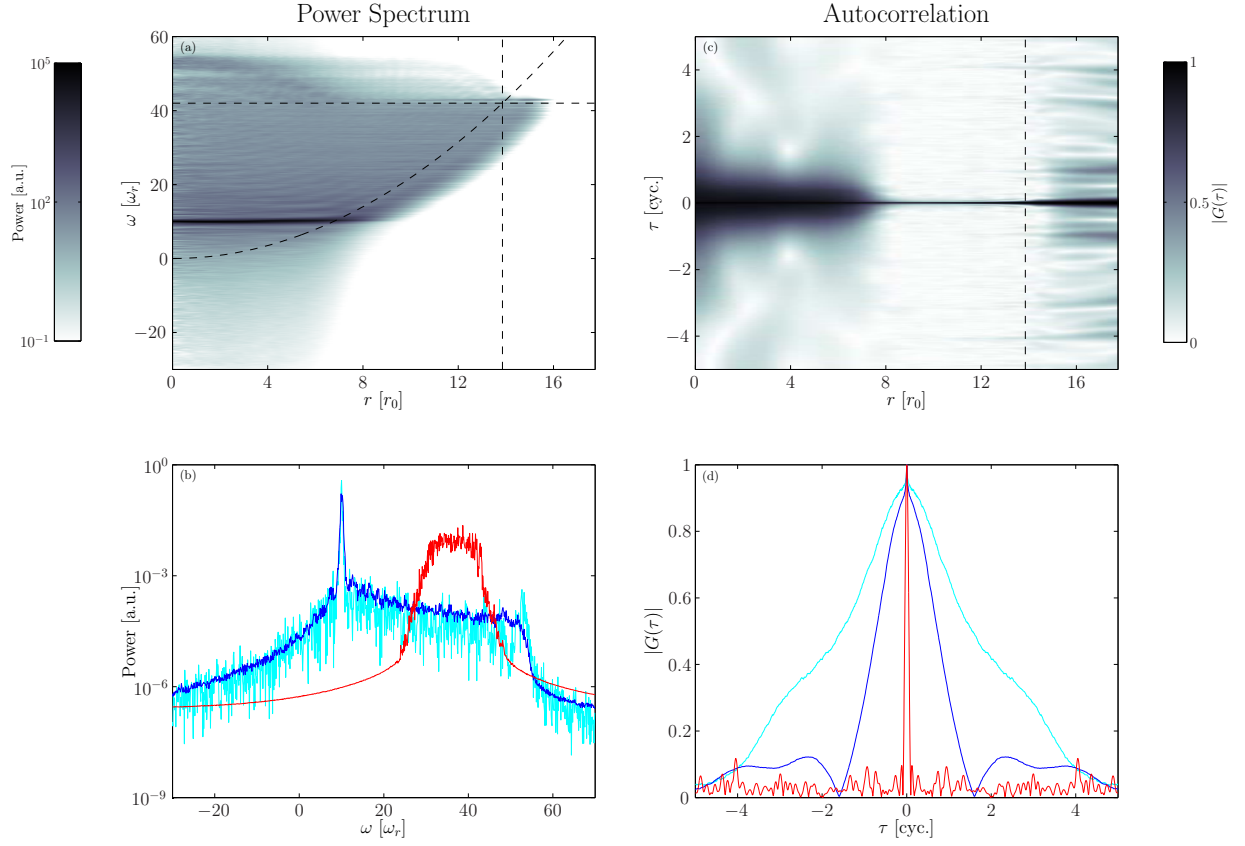 Power Spectrum
Autocorrelation
(a)
60
40
20
0
−20
ω [ω_r]
0 4 8 12 16
r [r_0]
10^5
10^2
10^−1
Power [a.u.]
(c)
4
2
0
−2
−4
τ [cyc.]
0 4 8 12 16
r [r_0]
1
0.5
0
|G(τ)|
(b)
10^0
10^−3
10^−6
10^−9
Power [a.u.]
−20 0 20 40 60
ω [ω_r]
(d)
1
0.8
0.6
0.4
0.2
0
|G(τ)|
−4 −2 0 2 4
τ [cyc.]